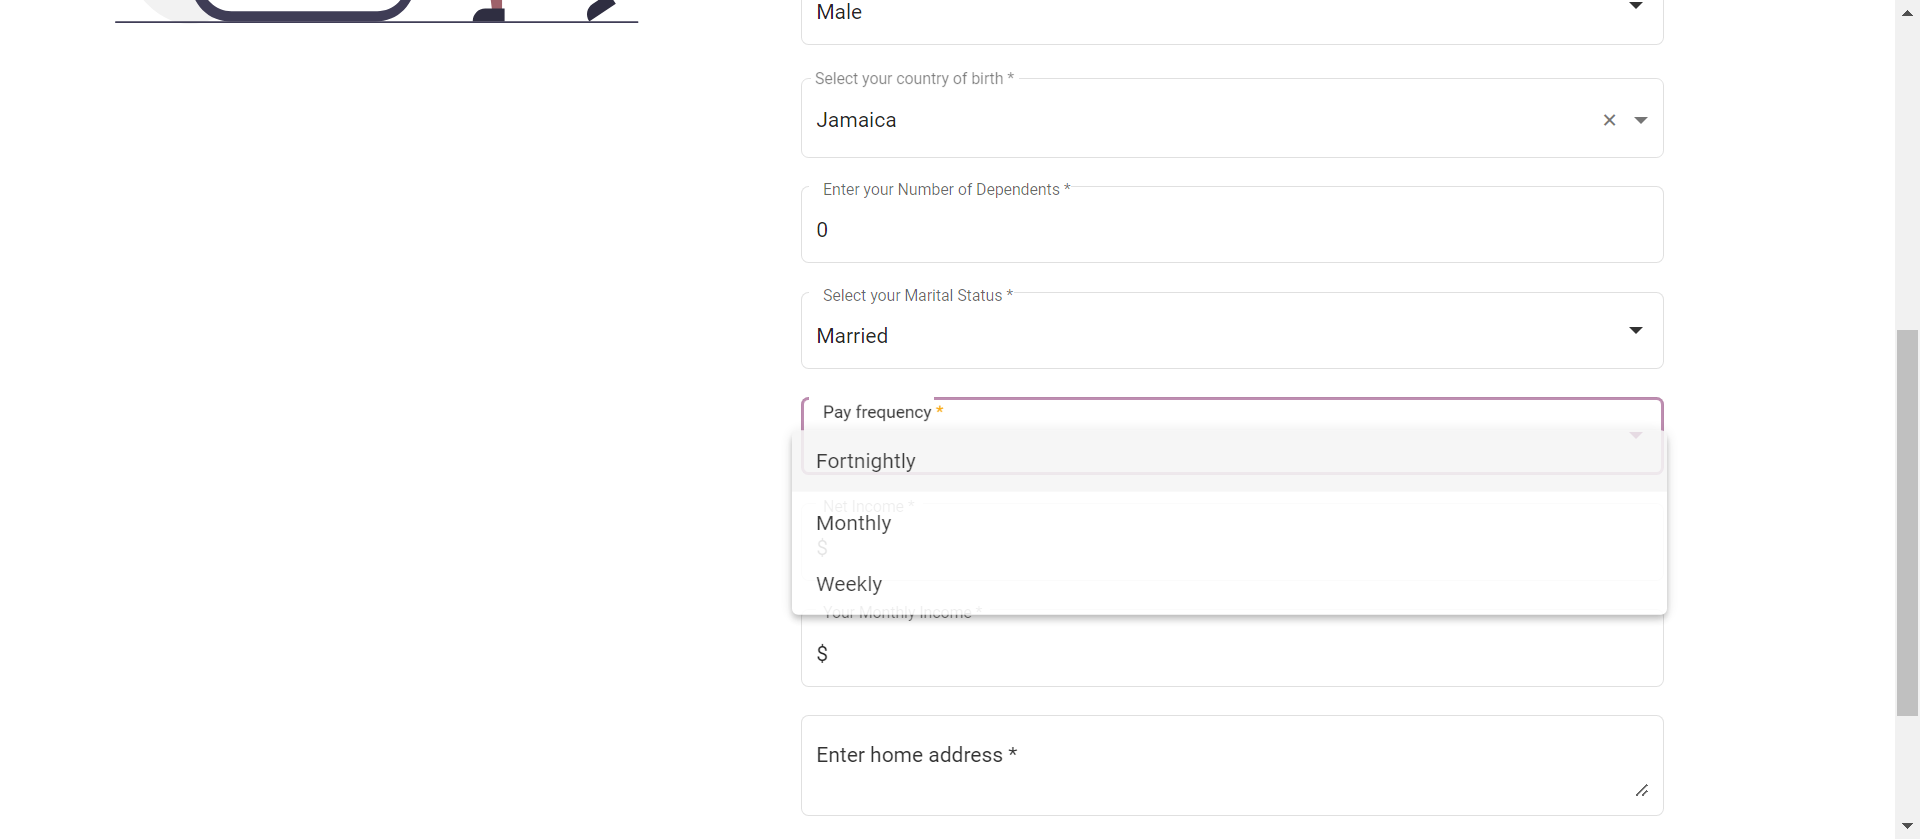 Male
Select your country of birth *
Jamaica
Enter your Number of Dependents *
0
Select your Marital Status *
Married
Pay frequency *
Fortnightly
Net Income *
Monthly
$
Weekly
Your Monthly Income *
$
Enter home address *